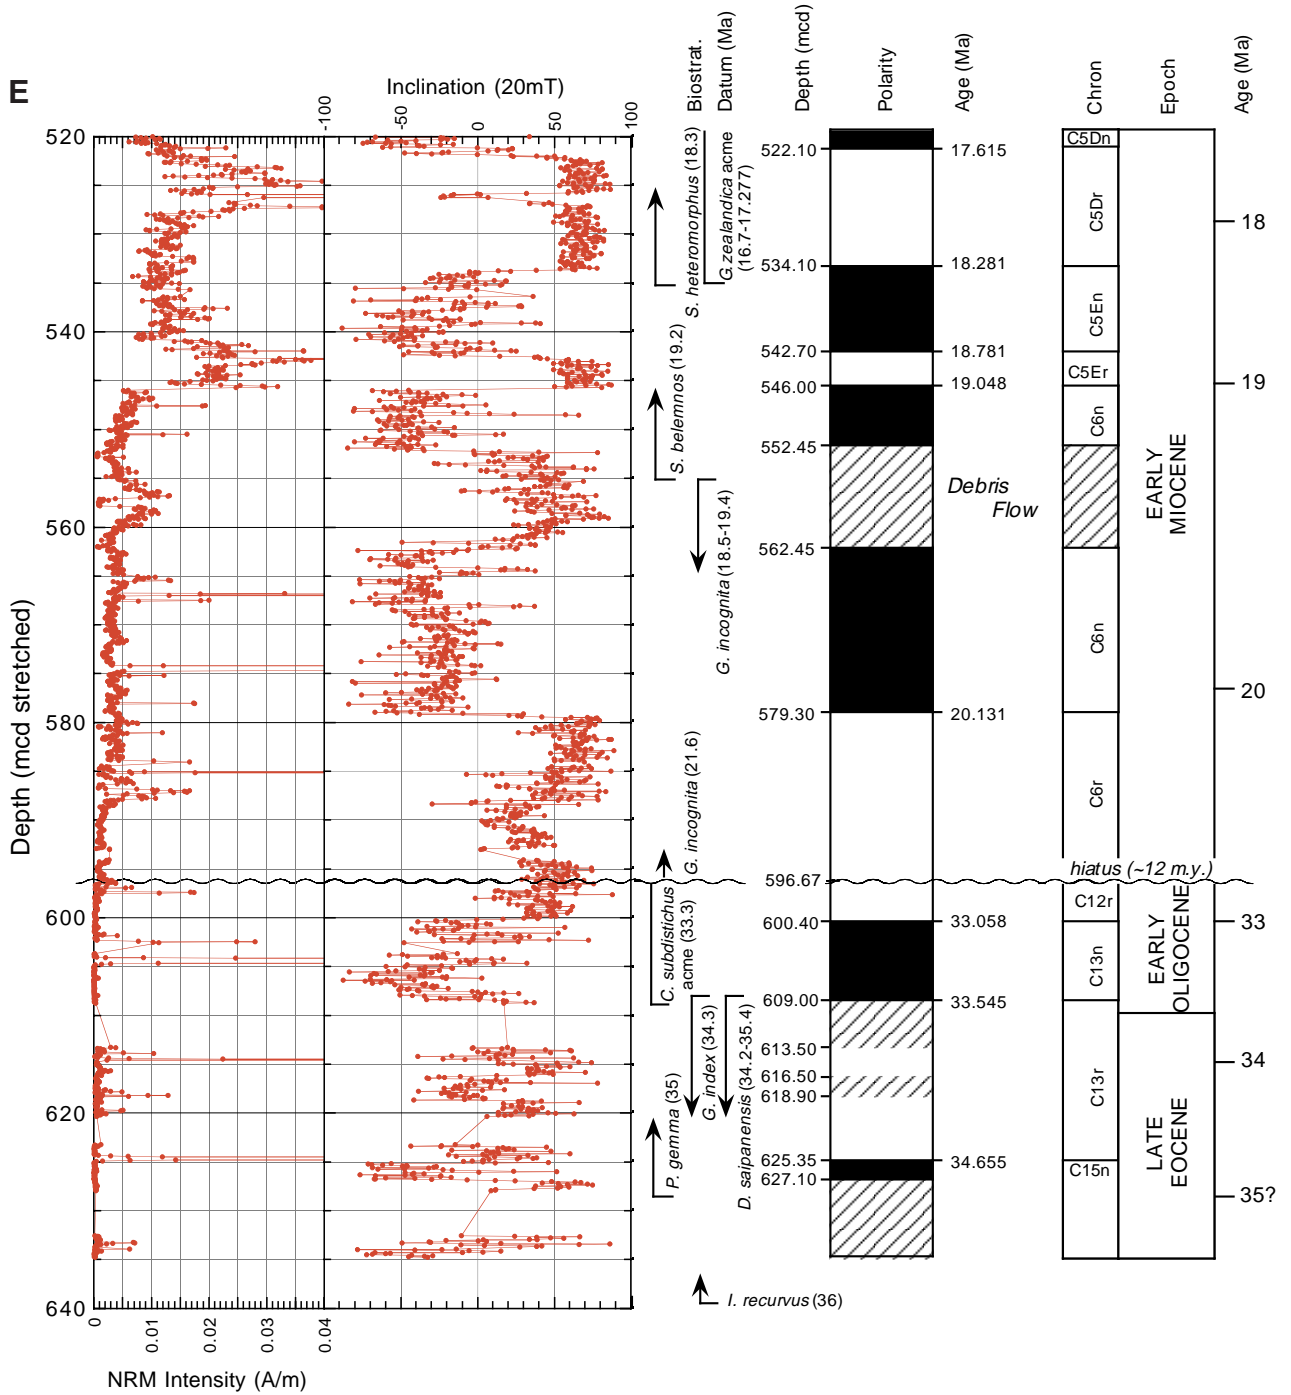 E
Inclination (20mT)
-100
-50
0
50
100
Biostrat.
Datum (Ma)
Depth (mcd)
Polarity
Age (Ma)
Chron
Epoch
Age (Ma)
Depth (mcd stretched)
520
540
560
580
600
620
640
0
0.01
0.02
0.03
0.04
NRM Intensity (A/m)
S. heteromorphus (18.3)
G.zealandica acme
(16.7-17.277)
S. belemnos (19.2)
G. incognita (18.5-19.4)
G. incognita (21.6)
C. subdistichus
acme (33.3)
G. index (34.3)
D. saipanensis (34.2-35.4)
P. gemma (35)
I. recurvus (36)
522.10
534.10
542.70
546.00
552.45
562.45
579.30
596.67
600.40
609.00
613.50
616.50
618.90
625.35
627.10
17.615
18.281
18.781
19.048
Debris
Flow
20.131
33.058
33.545
34.655
C5Dn
C5Dr
C5En
C5Er
C6n
C6n
C6r
hiatus (~12 m.y.)
C12r
C13n
C13r
C15n
EARLY
MIOCENE
EARLY
OLIGOCENE
LATE
EOCENE
18
19
20
33
34
35?